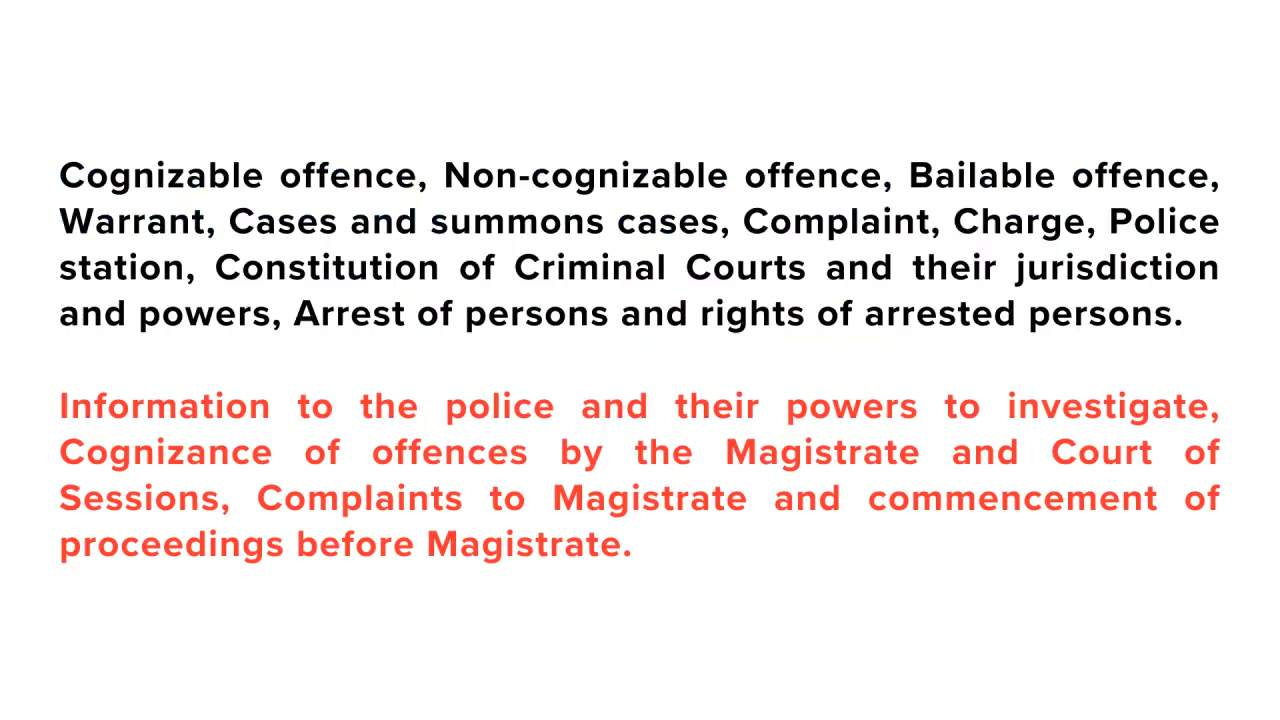 Cognizable offence, Non-cognizable offence, Bailable offence,
Warrant, Cases and summons cases, Complaint, Charge, Police
station, Constitution of Criminal Courts and their jurisdiction
and powers, Arrest of persons and rights of arrested persons.
Information to the police and their powers to investigate,
Cognizance of offences by the Magistrate and Court of
Sessions, Complaints to Magistrate and commencement of
proceedings before Magistrate.